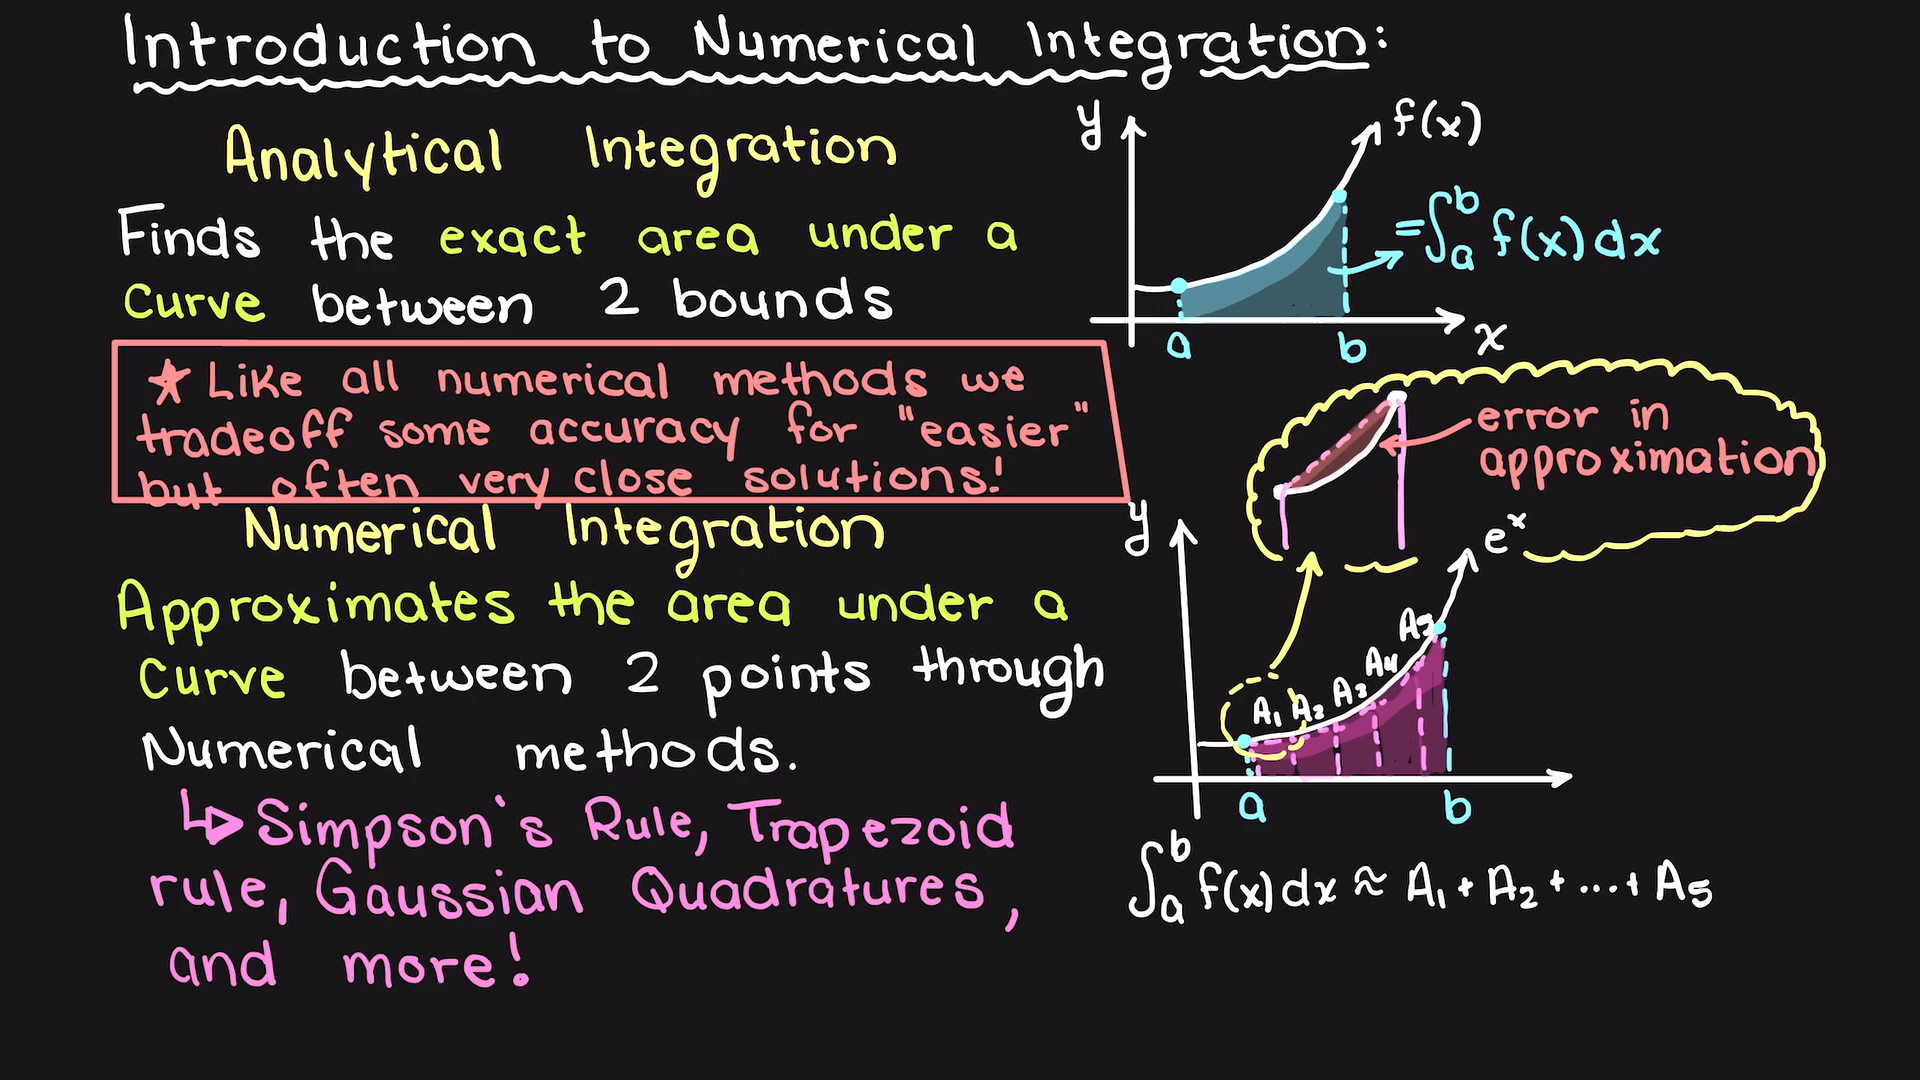 Introduction to Numerical Integration:
Analytical Integration
Finds the exact area under a
curve between 2 bounds
★ Like all numerical methods we
tradeoff some accuracy for "easier"
but often very close solutions!
Numerical Integration
Approximates the area under a
curve between 2 points through
Numerical methods.
↳ Simpson's Rule, Trapezoid
rule, Gaussian Quadratures,
and more!
y
f(x)
=∫ₐᵇ f(x) dx
a b x
error in
approximation
y
eˣ
A₁ A₂ A₃ A₄ A₅
a b
∫ₐᵇ f(x) dx ≈ A₁ + A₂ + ... + A₅